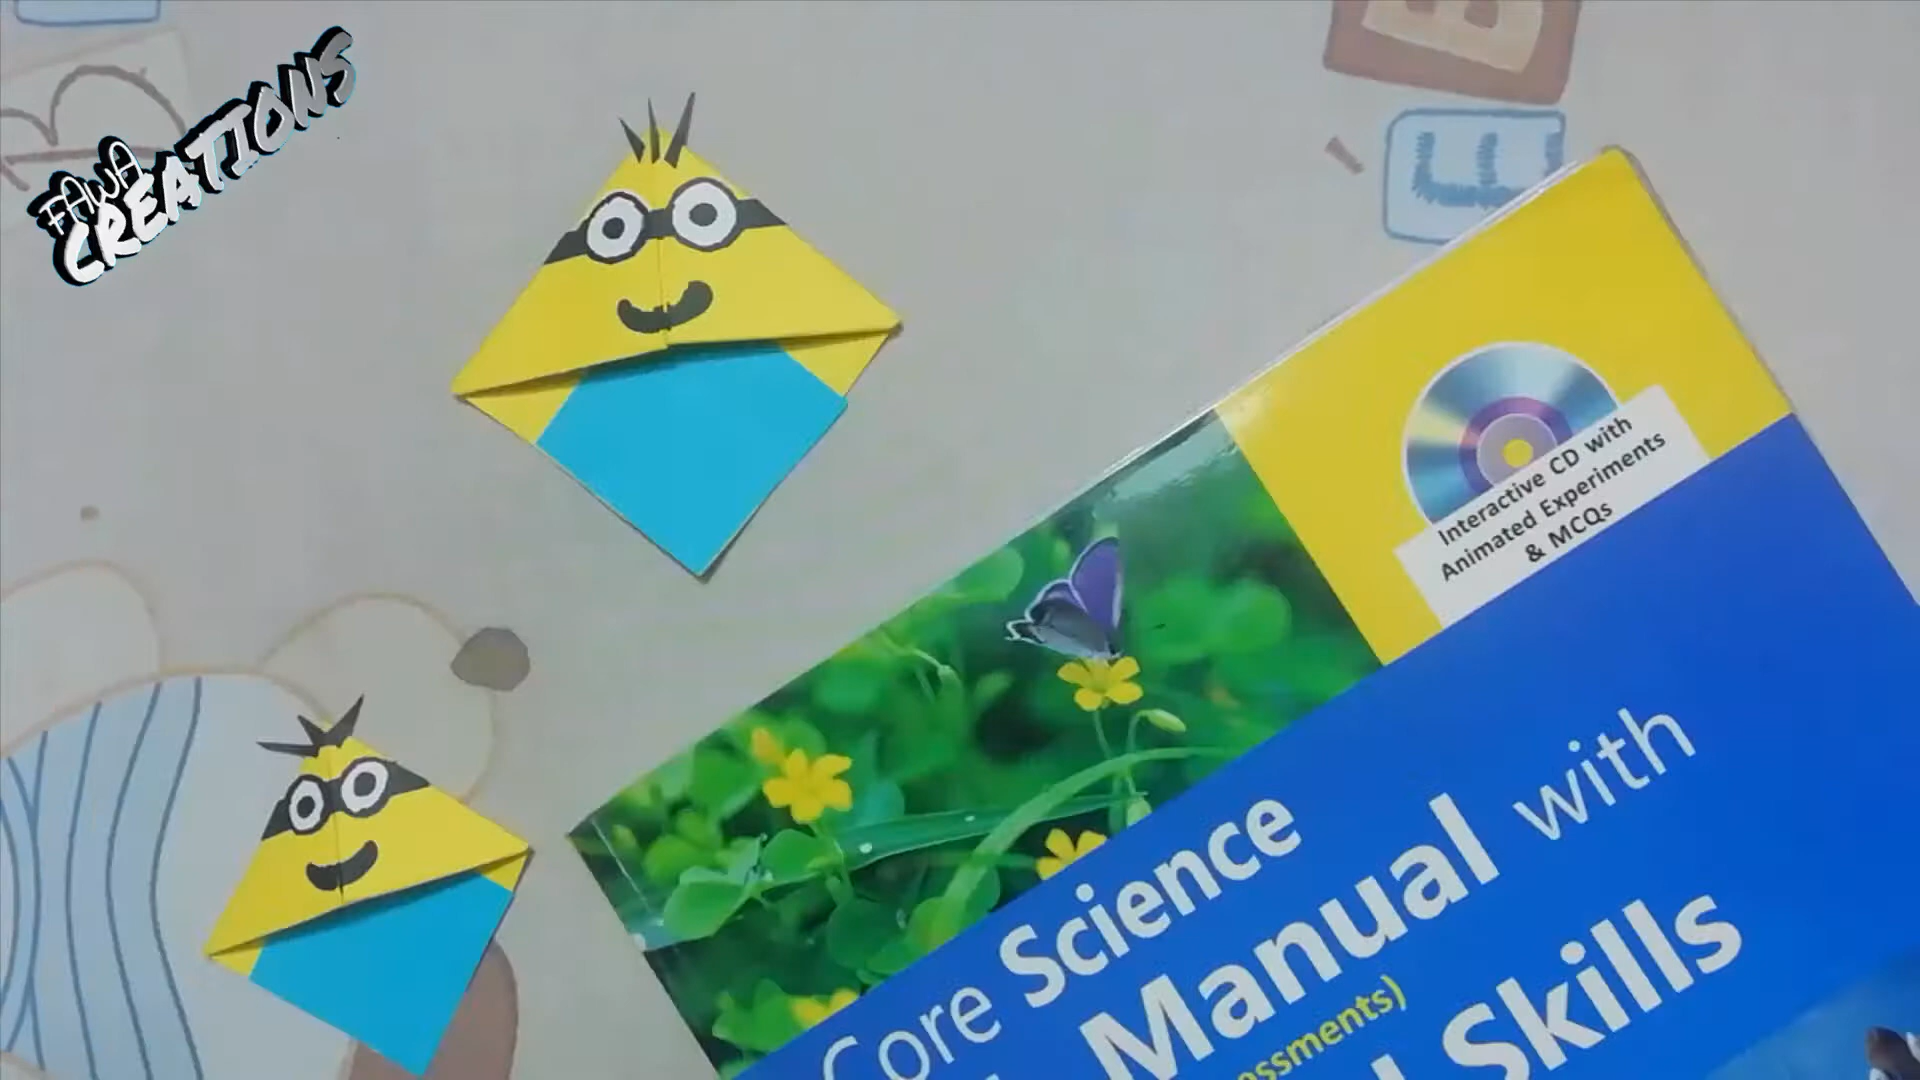 FAWA
CREATIONS
B
E
Interactive CD with
Animated Experiments
& MCQs
Core Science
Manual with
Skills